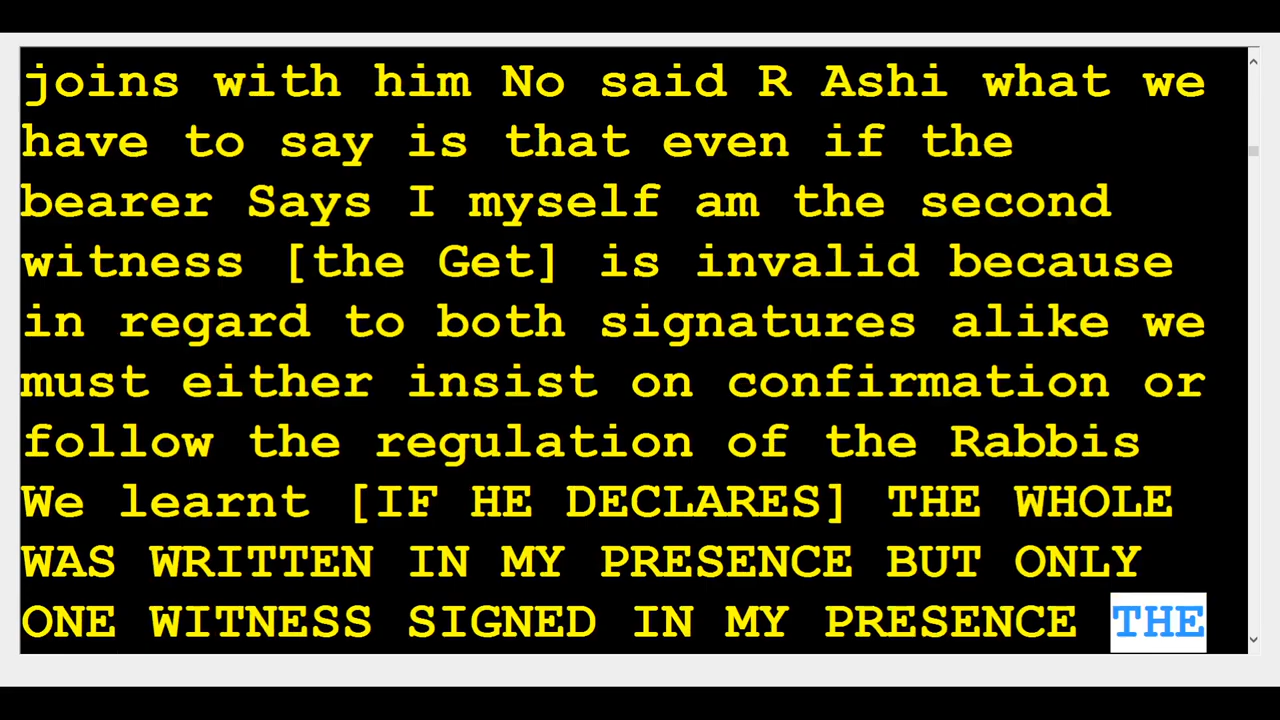 joins with him No said R Ashi what we
have to say is that even if the
bearer Says I myself am the second
witness [the Get] is invalid because
in regard to both signatures alike we
must either insist on confirmation or
follow the regulation of the Rabbis
We learnt [IF HE DECLARES] THE WHOLE
WAS WRITTEN IN MY PRESENCE BUT ONLY
ONE WITNESS SIGNED IN MY PRESENCE THE